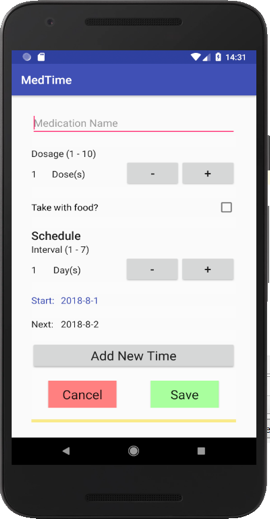 14:31
MedTime
Medication Name
Dosage (1 - 10)
1 Dose(s) - +
Take with food?
Schedule
Interval (1 - 7)
1 Day(s) - +
Start: 2018-8-1
Next: 2018-8-2
Add New Time
Cancel Save